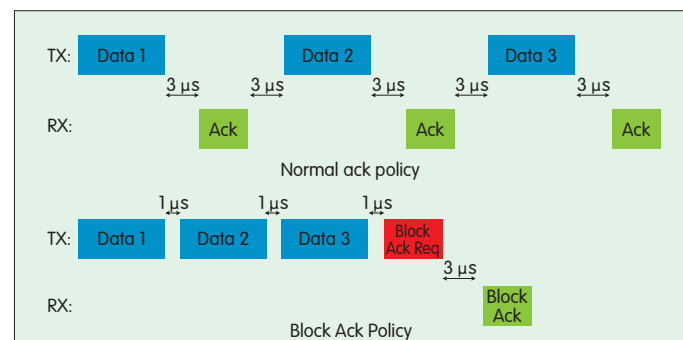 TX: Data 1 Data 2 Data 3
3 µs 3 µs 3 µs 3 µs 3 µs
RX: Ack Ack Ack
Normal ack policy
1 µs 1 µs 1 µs
TX: Data 1 Data 2 Data 3 Block
Ack Req
3 µs
RX: Block
Ack
Block Ack Policy